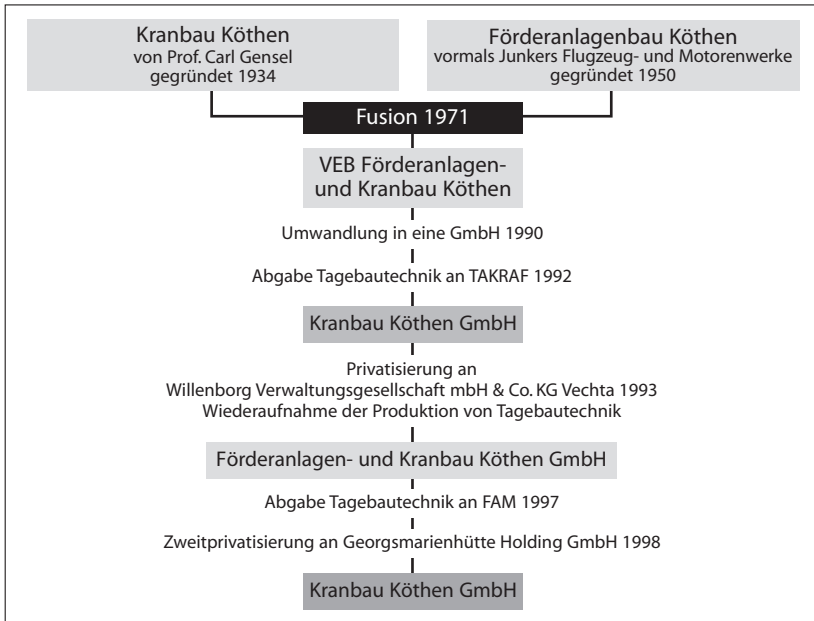 Kranbau Köthen
von Prof. Carl Gensel
gegründet 1934
Förderanlagenbau Köthen
vormals Junkers Flugzeug- und Motorenwerke
gegründet 1950
Fusion 1971
VEB Förderanlagen-
und Kranbau Köthen
Umwandlung in eine GmbH 1990
Abgabe Tagebautechnik an TAKRAF 1992
Kranbau Köthen GmbH
Privatisierung an
Willenborg Verwaltungsgesellschaft mbH & Co. KG Vechta 1993
Wiederaufnahme der Produktion von Tagebautechnik
Förderanlagen- und Kranbau Köthen GmbH
Abgabe Tagebautechnik an FAM 1997
Zweitprivatisierung an Georgsmarienhütte Holding GmbH 1998
Kranbau Köthen GmbH